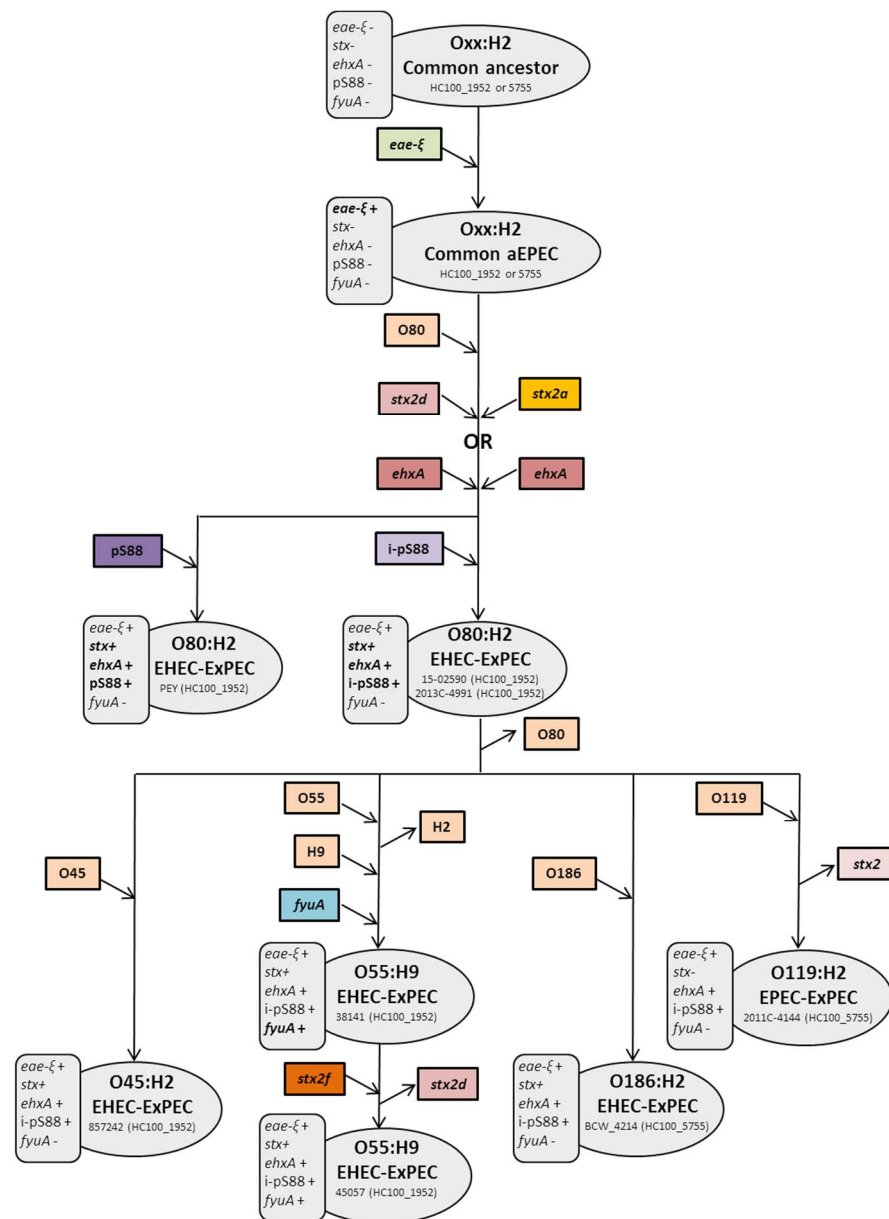 eae-ξ -
stx-
ehxA -
pS88 -
fyuA -
Oxx:H2
Common ancestor
HC100_1952 or 5755
eae-ξ
eae-ξ +
stx-
ehxA -
pS88 -
fyuA -
Oxx:H2
Common aEPEC
HC100_1952 or 5755
O80
stx2d
stx2a
OR
ehxA
ehxA
pS88
i-pS88
eae-ξ +
stx+
ehxA +
pS88 +
fyuA -
O80:H2
EHEC-ExPEC
PEY (HC100_1952)
eae-ξ +
stx+
ehxA +
i-pS88 +
fyuA -
O80:H2
EHEC-ExPEC
15-02590 (HC100_1952)
2013C-4991 (HC100_1952)
O80
O45
O55
H2
H9
fyuA
O186
O119
stx2
eae-ξ +
stx+
ehxA +
i-pS88 +
fyuA +
O55:H9
EHEC-ExPEC
38141 (HC100_1952)
eae-ξ +
stx-
ehxA +
i-pS88 +
fyuA -
O119:H2
EPEC-ExPEC
2011C-4144 (HC100_5755)
stx2f
stx2d
eae-ξ +
stx+
ehxA +
i-pS88 +
fyuA -
O45:H2
EHEC-ExPEC
857242 (HC100_1952)
eae-ξ +
stx+
ehxA +
i-pS88 +
fyuA +
O55:H9
EHEC-ExPEC
45057 (HC100_1952)
eae-ξ +
stx+
ehxA +
i-pS88 +
fyuA -
O186:H2
EHEC-ExPEC
BCW_4214 (HC100_5755)